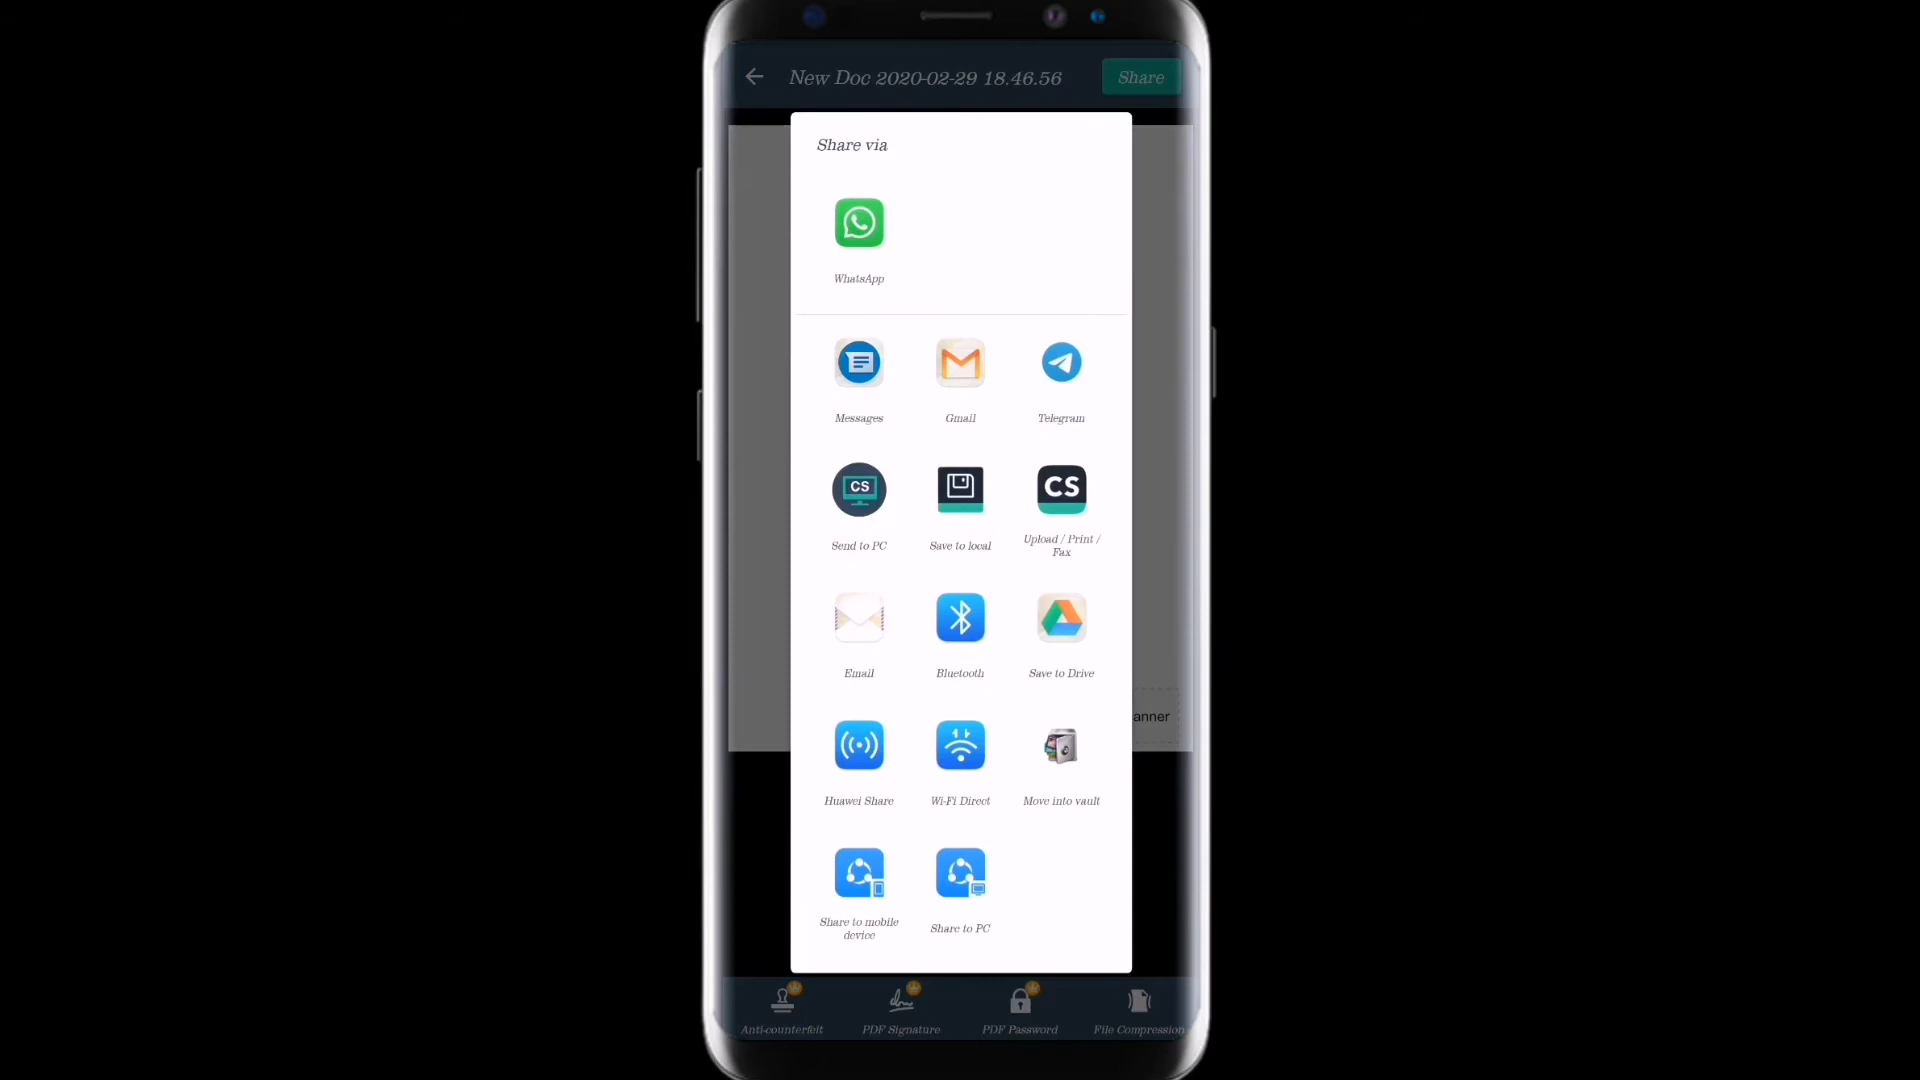 New Doc 2020-02-29 18.46.56
Share
Share via
WhatsApp
Messages
Gmail
Telegram
CS
CS
Send to PC
Save to local
Upload / Print /
Fax
Email
Bluetooth
Save to Drive
anner
Huawei Share
Wi-Fi Direct
Move into vault
Share to mobile
device
Share to PC
Anti-counterfeit
PDF Signature
PDF Password
File Compression